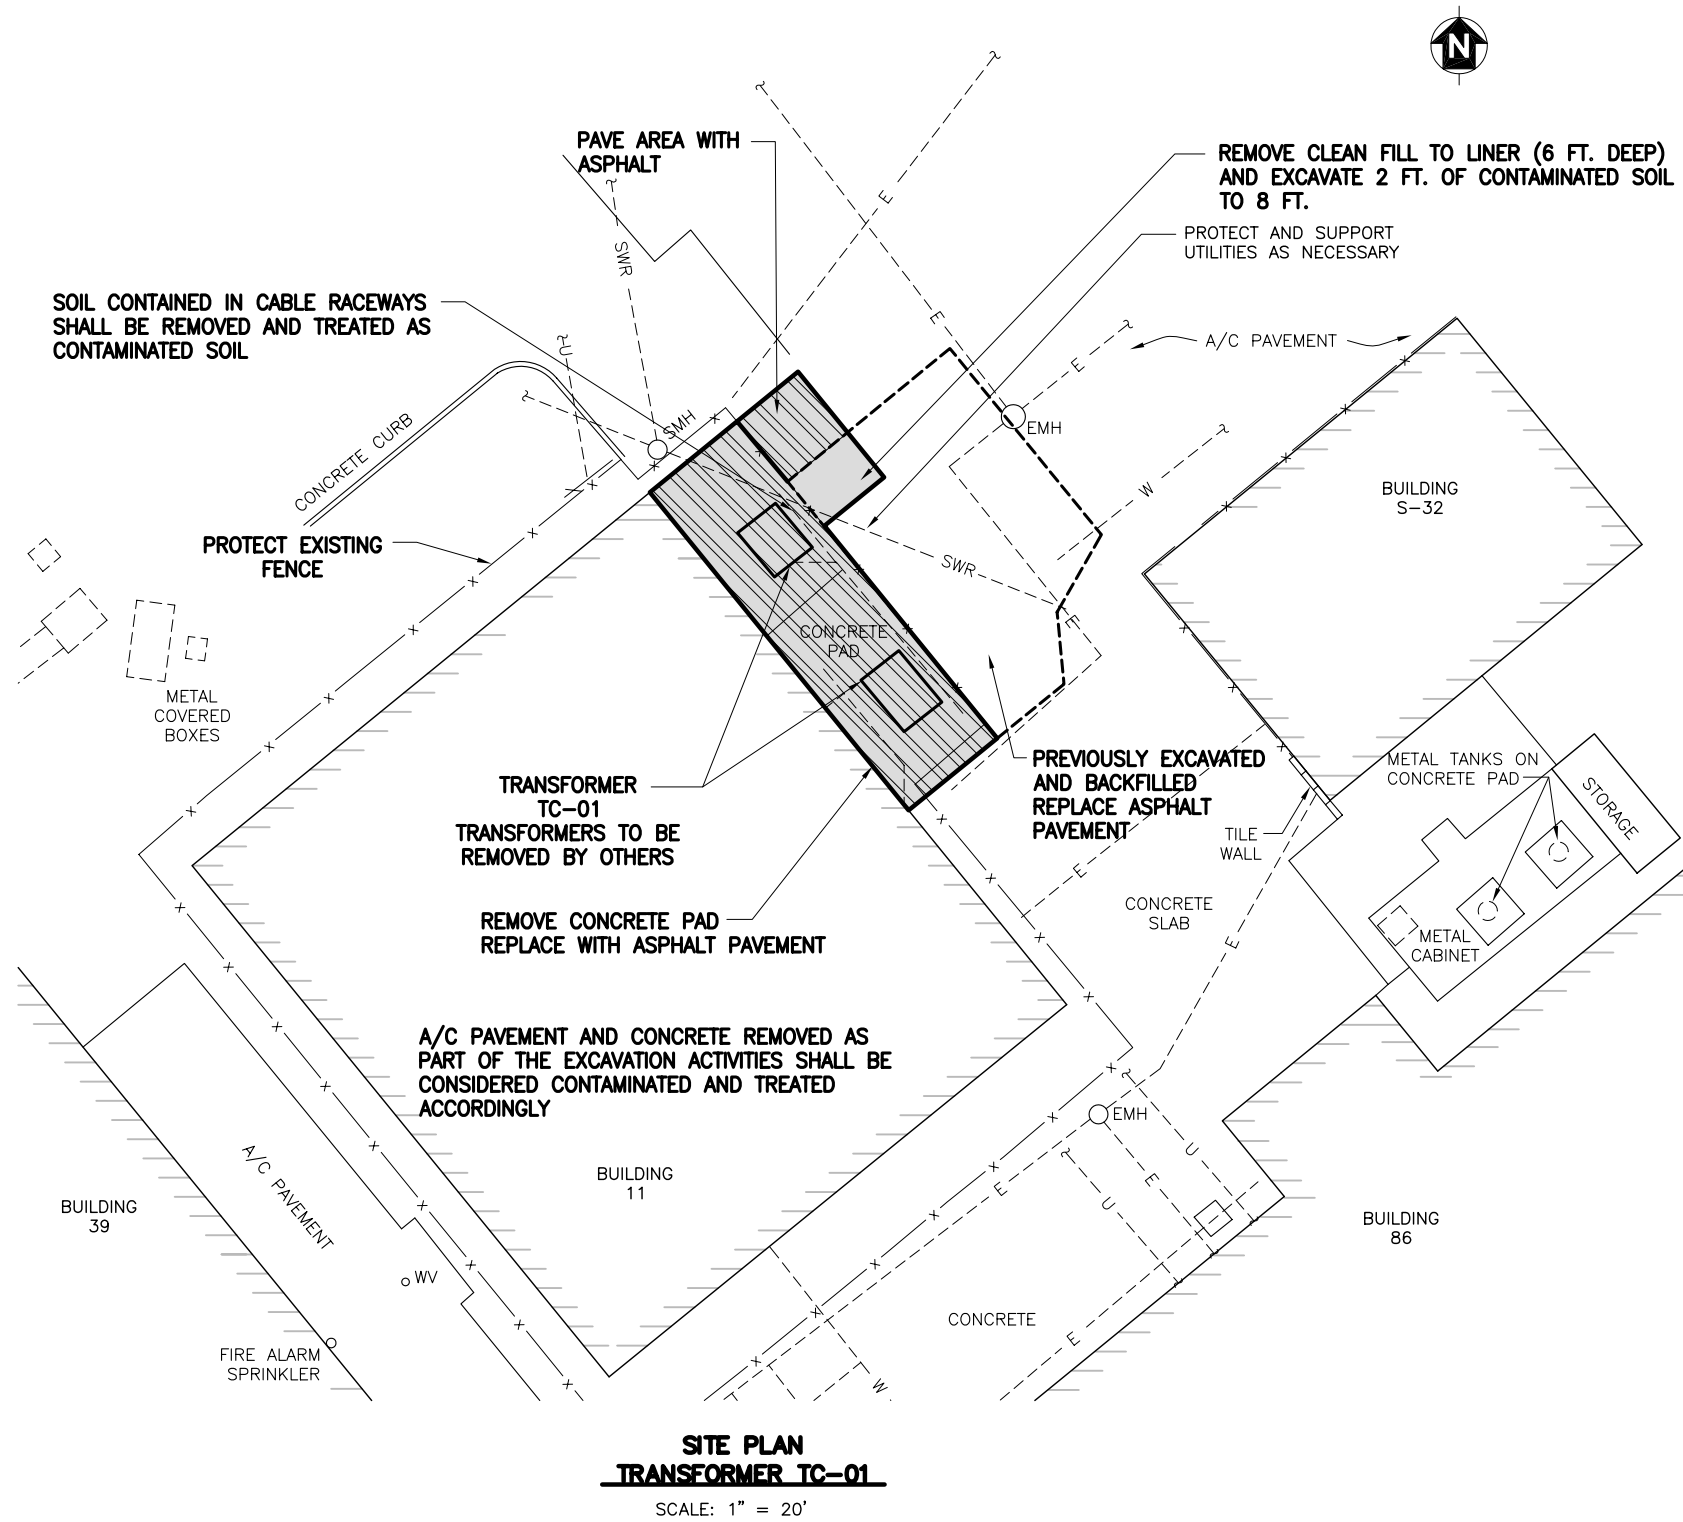 N
PAVE AREA WITH
ASPHALT
REMOVE CLEAN FILL TO LINER (6 FT. DEEP)
AND EXCAVATE 2 FT. OF CONTAMINATED SOIL
TO 8 FT.
PROTECT AND SUPPORT
UTILITIES AS NECESSARY
E
SWR
SOIL CONTAINED IN CABLE RACEWAYS
SHALL BE REMOVED AND TREATED AS
CONTAMINATED SOIL
E
U
A/C PAVEMENT
E
CONCRETE CURB
SMH
EMH
W
BUILDING
S-32
PROTECT EXISTING
FENCE
SWR
E
CONCRETE
PAD
METAL
COVERED
BOXES
TRANSFORMER
TC-01
TRANSFORMERS TO BE
REMOVED BY OTHERS
PREVIOUSLY EXCAVATED
AND BACKFILLED
REPLACE ASPHALT
PAVEMENT
METAL TANKS ON
CONCRETE PAD
STORAGE
TILE
WALL
E
REMOVE CONCRETE PAD
REPLACE WITH ASPHALT PAVEMENT
CONCRETE
SLAB
METAL
CABINET
E
A/C PAVEMENT AND CONCRETE REMOVED AS
PART OF THE EXCAVATION ACTIVITIES SHALL BE
CONSIDERED CONTAMINATED AND TREATED
ACCORDINGLY
EMH
U
E
E
U
BUILDING
11
A/C PAVEMENT
BUILDING
39
BUILDING
86
WV
CONCRETE
E
FIRE ALARM
SPRINKLER
W
SITE PLAN
TRANSFORMER TC-01
SCALE: 1" = 20'